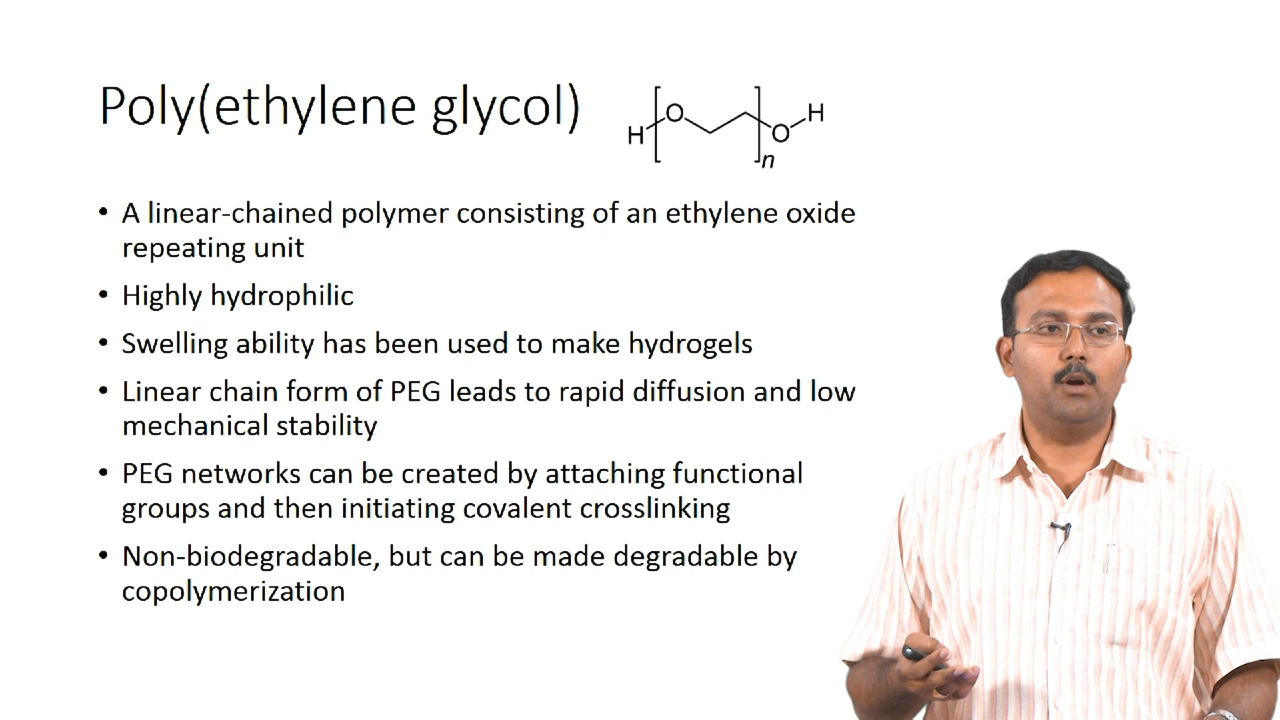 Poly(ethylene glycol)
H O O H
n
• A linear-chained polymer consisting of an ethylene oxide
repeating unit
• Highly hydrophilic
• Swelling ability has been used to make hydrogels
• Linear chain form of PEG leads to rapid diffusion and low
mechanical stability
• PEG networks can be created by attaching functional
groups and then initiating covalent crosslinking
• Non-biodegradable, but can be made degradable by
copolymerization